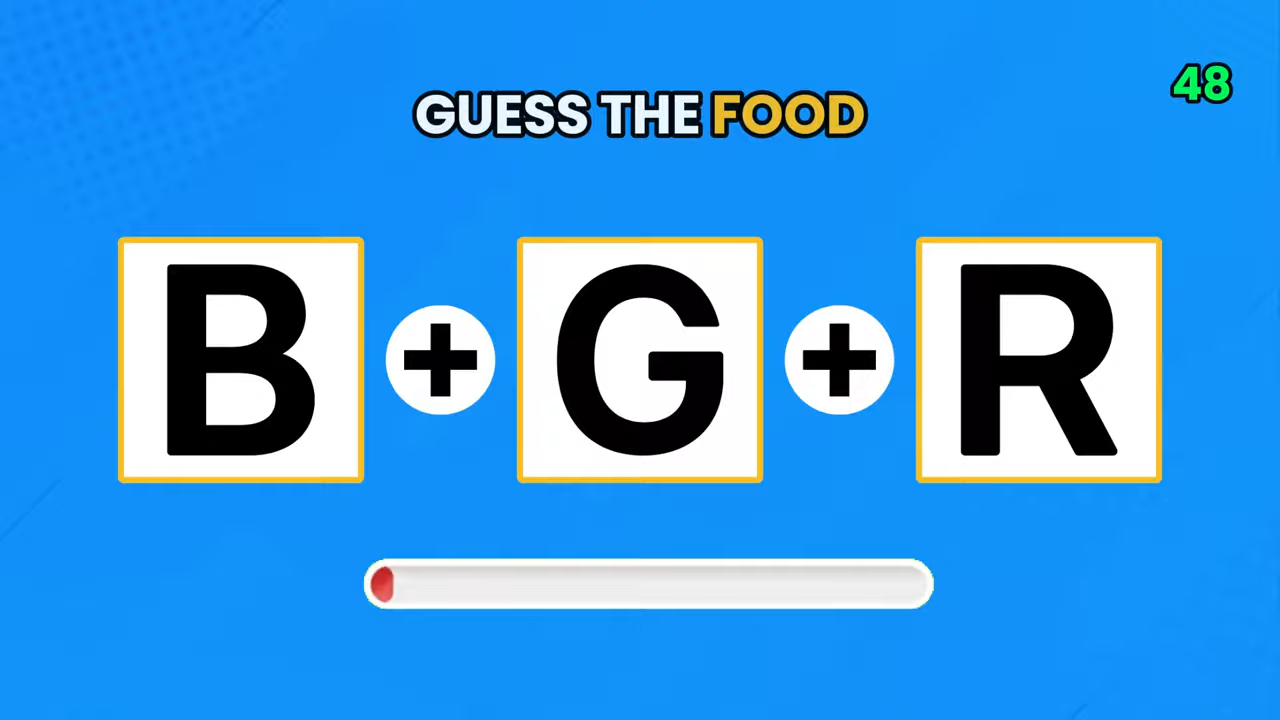 48
GUESS THE FOOD
B + G + R